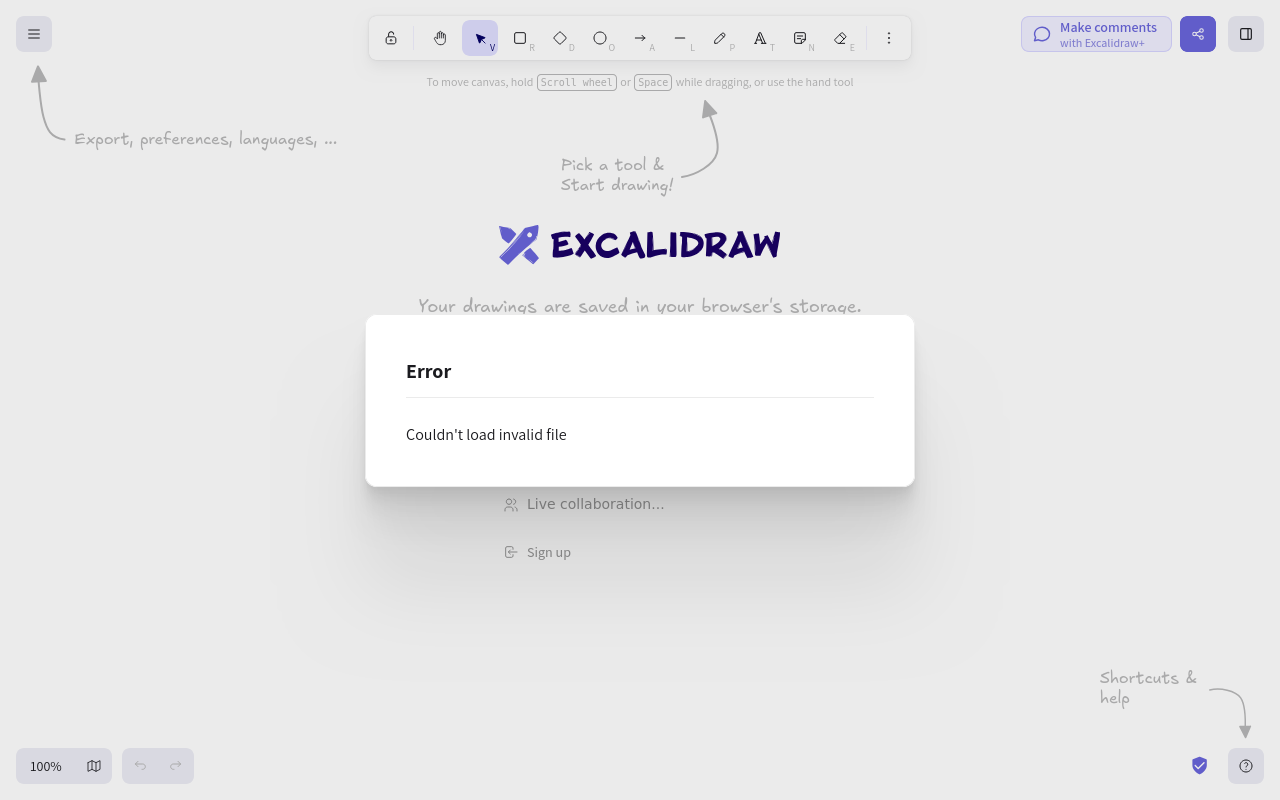 V
R
D
O
A
L
P
T
N
E
Make comments
with Excalidraw+
To move canvas, hold Scroll wheel or Space while dragging, or use the hand tool
Export, preferences, languages, ...
Pick a tool &
Start drawing!
EXCALIDRAW
Your drawings are saved in your browser's storage.
Error
Couldn't load invalid file
Live collaboration...
Sign up
Shortcuts &
help
100%